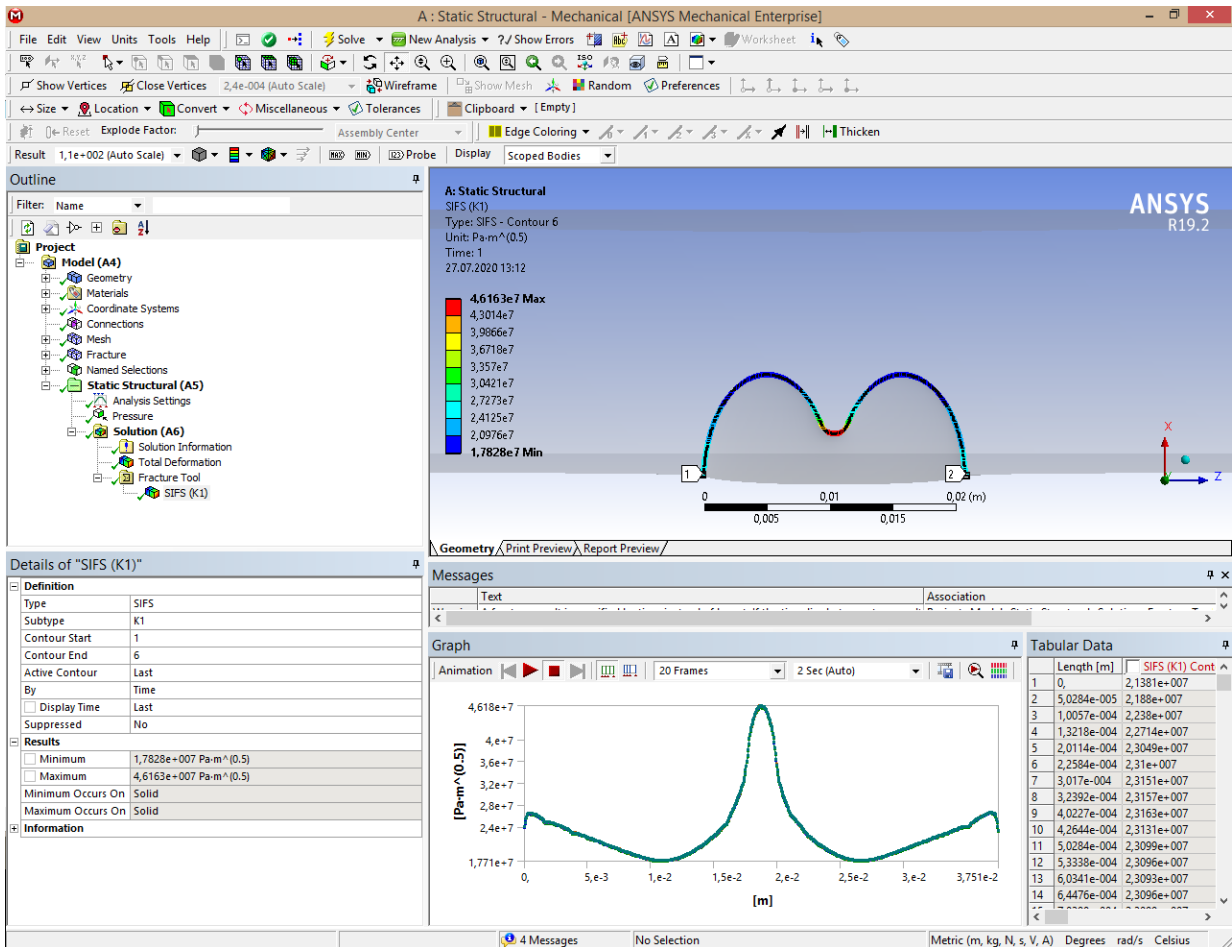 A : Static Structural - Mechanical [ANSYS Mechanical Enterprise]
File Edit View Units Tools Help Solve New Analysis ?/ Show Errors Worksheet
Show Vertices Close Vertices 2,4e-004 (Auto Scale) Wireframe Show Mesh Random Preferences
Size Location Convert Miscellaneous Tolerances Clipboard [Empty]
Reset Explode Factor: Assembly Center Edge Coloring Thicken
Result 1,1e+002 (Auto Scale) MAX MIN Probe Display Scoped Bodies
Outline
Filter: Name
Project
Model (A4)
Geometry
Materials
Coordinate Systems
Connections
Mesh
Fracture
Named Selections
Static Structural (A5)
Analysis Settings
Pressure
Solution (A6)
Solution Information
Total Deformation
Fracture Tool
SIFS (K1)
A: Static Structural
SIFS (K1)
Type: SIFS - Contour 6
Unit: Pa·m^(0.5)
Time: 1
27.07.2020 13:12
4,6163e7 Max
4,3014e7
3,9866e7
3,6718e7
3,357e7
3,0421e7
2,7273e7
2,4125e7
2,0976e7
1,7828e7 Min
ANSYS
R19.2
1
2
0 0,01 0,02 (m)
0,005 0,015
X
Z
Geometry Print Preview Report Preview
Details of "SIFS (K1)"
Definition
Type SIFS
Subtype K1
Contour Start 1
Contour End 6
Active Contour Last
By Time
Display Time Last
Suppressed No
Results
Minimum 1,7828e+007 Pa·m^(0.5)
Maximum 4,6163e+007 Pa·m^(0.5)
Minimum Occurs On Solid
Maximum Occurs On Solid
Information
Messages
Text Association
Graph
Animation 20 Frames 2 Sec (Auto)
4,618e+7
4,e+7
3,6e+7
3,2e+7
2,8e+7
2,4e+7
1,771e+7
[Pa·m^(0.5)]
0, 5,e-3 1,e-2 1,5e-2 2,e-2 2,5e-2 3,e-2 3,751e-2
[m]
Tabular Data
Length [m] SIFS (K1) Cont
1 0, 2,1381e+007
2 5,0284e-005 2,188e+007
3 1,0057e-004 2,238e+007
4 1,3218e-004 2,2714e+007
5 2,0114e-004 2,3049e+007
6 2,2584e-004 2,31e+007
7 3,017e-004 2,3151e+007
8 3,2392e-004 2,3157e+007
9 4,0227e-004 2,3163e+007
10 4,2644e-004 2,3131e+007
11 5,0284e-004 2,3099e+007
12 5,3338e-004 2,3096e+007
13 6,0341e-004 2,3093e+007
14 6,4476e-004 2,3096e+007
4 Messages No Selection Metric (m, kg, N, s, V, A) Degrees rad/s Celsius